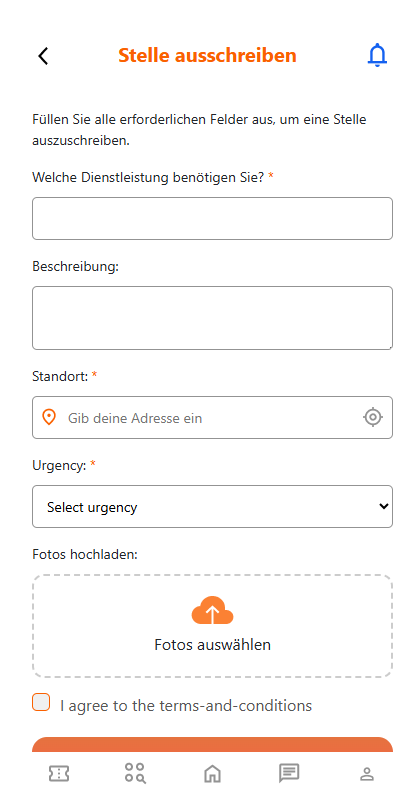 Stelle ausschreiben
Füllen Sie alle erforderlichen Felder aus, um eine Stelle
auszuschreiben.
Welche Dienstleistung benötigen Sie? *
Beschreibung:
Standort: *
Gib deine Adresse ein
Urgency: *
Select urgency
Fotos hochladen:
Fotos auswählen
I agree to the terms-and-conditions